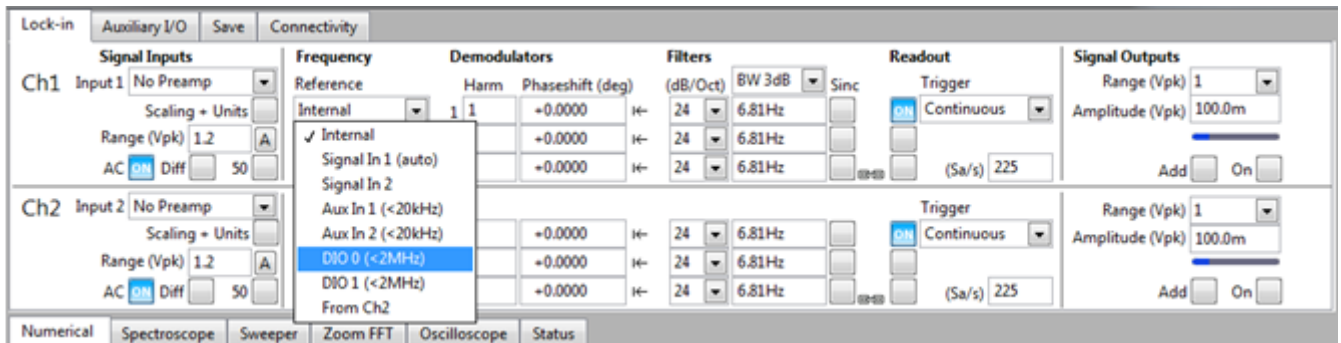 Lock-in Auxiliary I/O Save Connectivity
Signal Inputs Frequency Demodulators Filters Readout Signal Outputs
Ch1 Input 1 No Preamp Reference Harm Phaseshift (deg) (dB/Oct) BW 3dB Sinc Trigger Range (Vpk) 1
Scaling + Units Internal 1 1 +0.0000 24 6.81Hz ON Continuous Amplitude (Vpk) 100.0m
Range (Vpk) 1.2 A ✓ Internal +0.0000 24 6.81Hz
AC ON Diff 50 Signal In 1 (auto) +0.0000 24 6.81Hz (Sa/s) 225 Add On
Signal In 2
Ch2 Input 2 No Preamp Aux In 1 (<20kHz) Trigger Range (Vpk) 1
Scaling + Units Aux In 2 (<20kHz) +0.0000 24 6.81Hz ON Continuous Amplitude (Vpk) 100.0m
Range (Vpk) 1.2 A DIO 0 (<2MHz) +0.0000 24 6.81Hz
AC ON Diff 50 DIO 1 (<2MHz) +0.0000 24 6.81Hz (Sa/s) 225 Add On
From Ch2
Numerical Spectroscope Sweeper Zoom FFT Oscilloscope Status